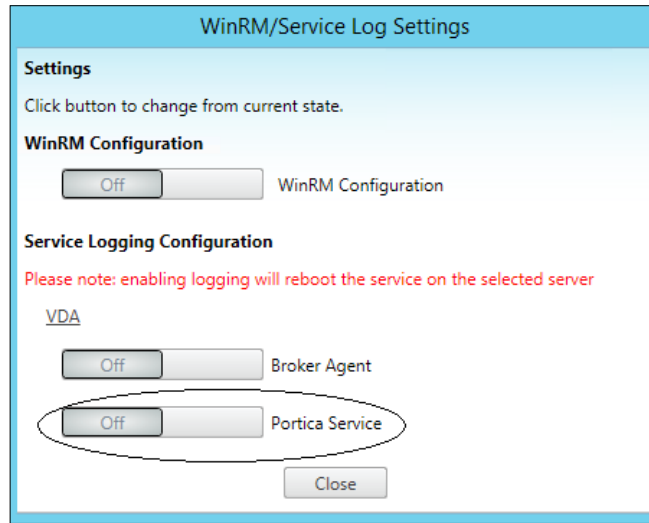 WinRM/Service Log Settings
Settings
Click button to change from current state.
WinRM Configuration
Off WinRM Configuration
Service Logging Configuration
Please note: enabling logging will reboot the service on the selected server
VDA
Off Broker Agent
Off Portica Service
Close